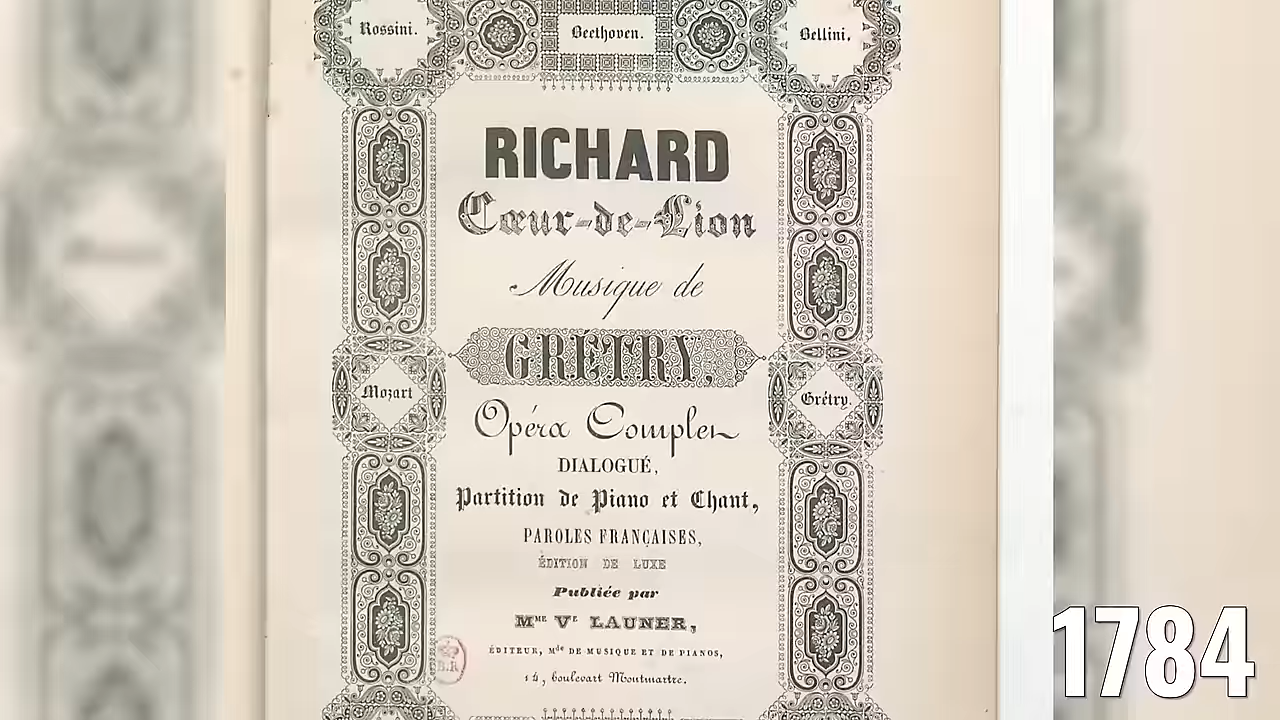 Rossini.
Beethoven.
Bellini.
RICHARD
Cœur-de-Lion
Musique de
GRÉTRY,
Mozart
Grétry.
Opéra Complet
DIALOGUÉ,
Partition de Piano et Chant,
PAROLES FRANÇAISES,
ÉDITION DE LUXE
Publiée par
Mme Ve LAUNER,
ÉDITEUR, Mde DE MUSIQUE ET DE PIANOS,
14, boulevart Montmartre.
B.R
1784